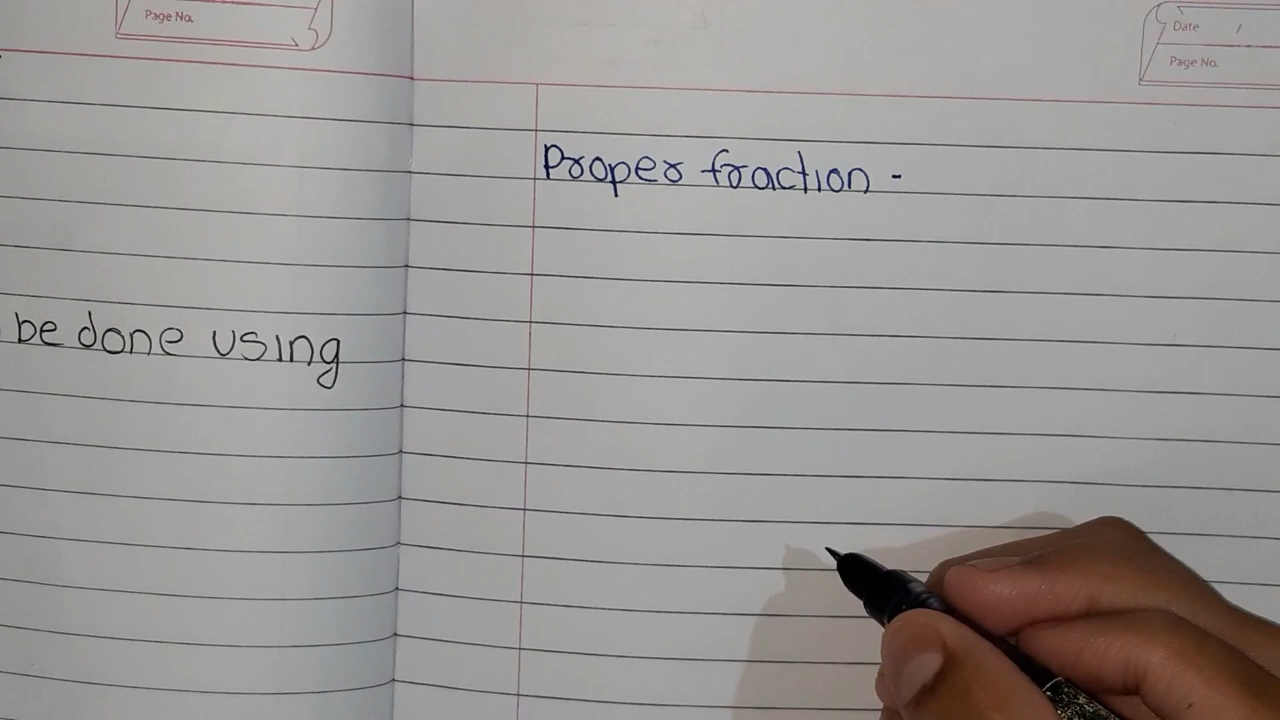 Page No.
be done using
Date /
Page No.
Proper fraction -